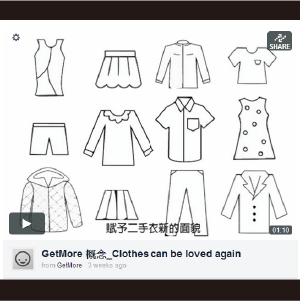 SHARE
賦予二手衣新的面貌
01:10
GetMore 概念_Clothes can be loved again
from GetMore 3 weeks ago